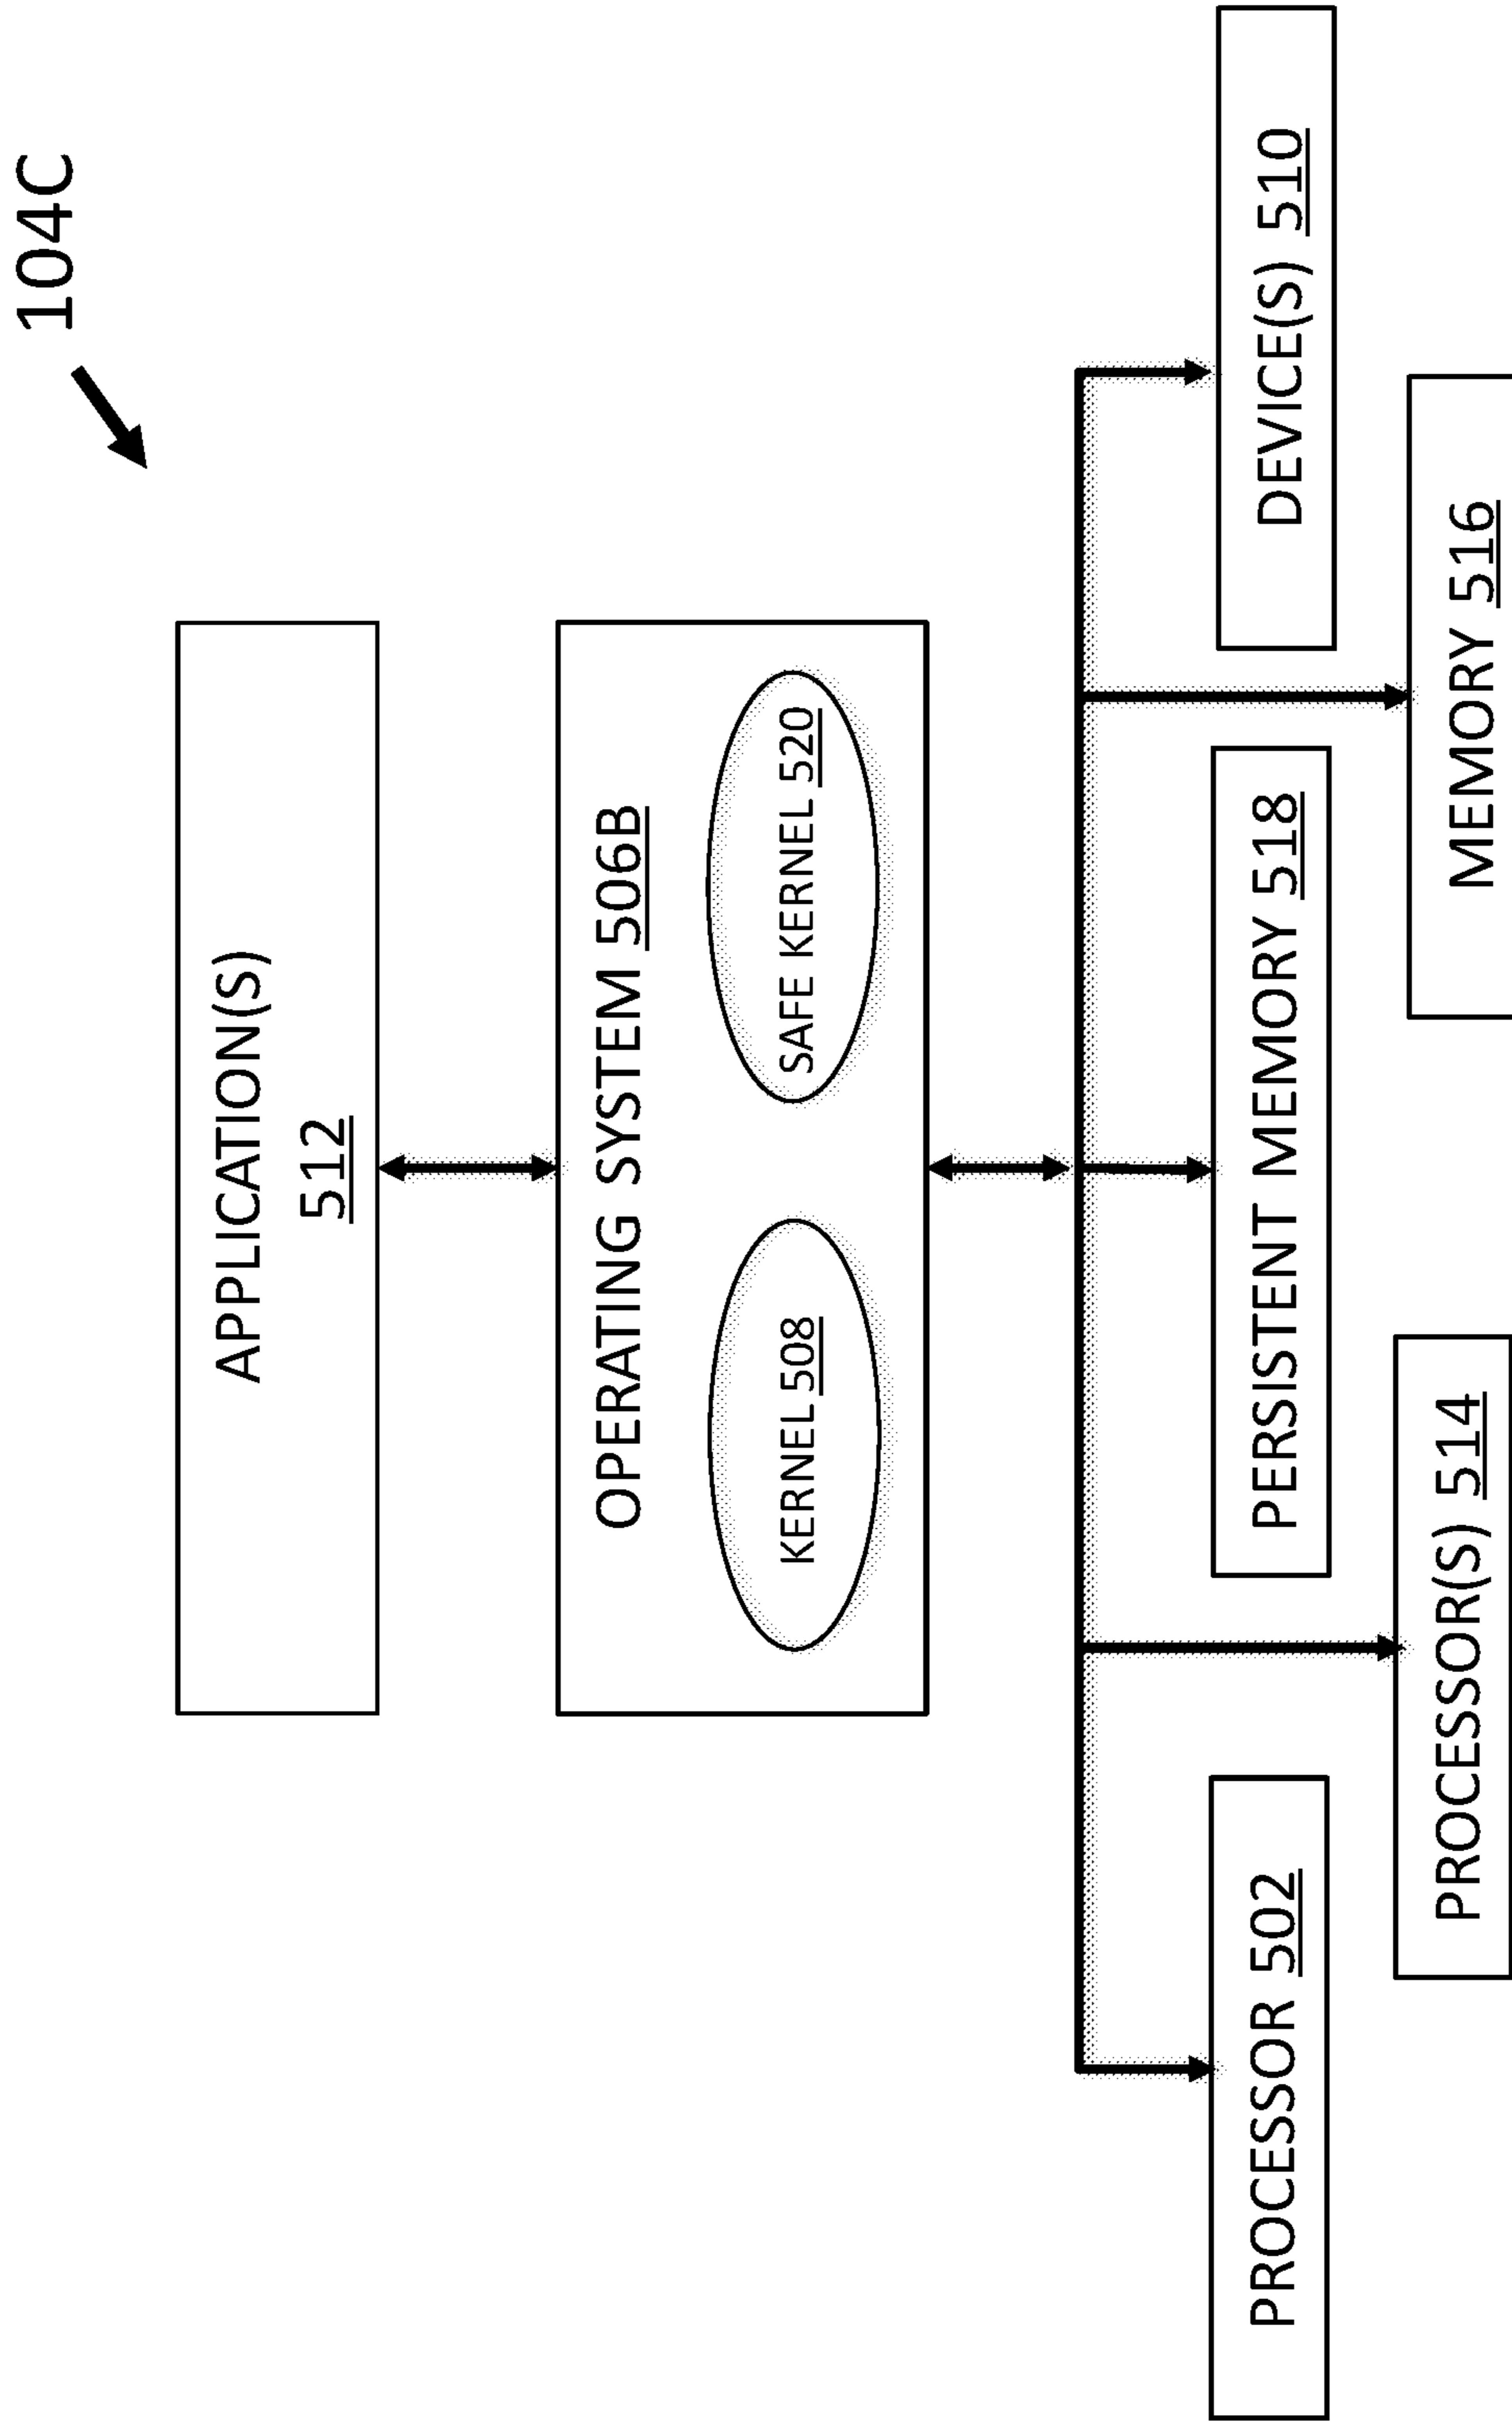 104C
APPLICATION(S)
512
OPERATING SYSTEM 506B
KERNEL 508
SAFE KERNEL 520
PROCESSOR 502
PERSISTENT MEMORY 518
DEVICE(S) 510
PROCESSOR(S) 514
MEMORY 516